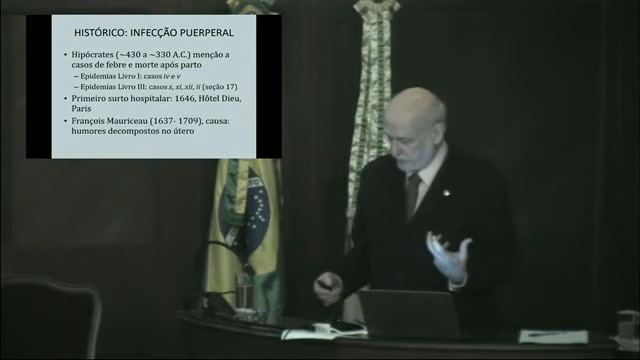 HISTÓRICO: INFECÇÃO PUERPERAL
• Hipócrates (~430 a ~330 A.C.) menção a
casos de febre e morte após parto
– Epidemias Livro I: casos iv e v
– Epidemias Livro III: casos x, xi, xii, ii (seção 17)
• Primeiro surto hospitalar: 1646, Hôtel Dieu,
Paris
• François Mauriceau (1637- 1709), causa:
humores decompostos no útero